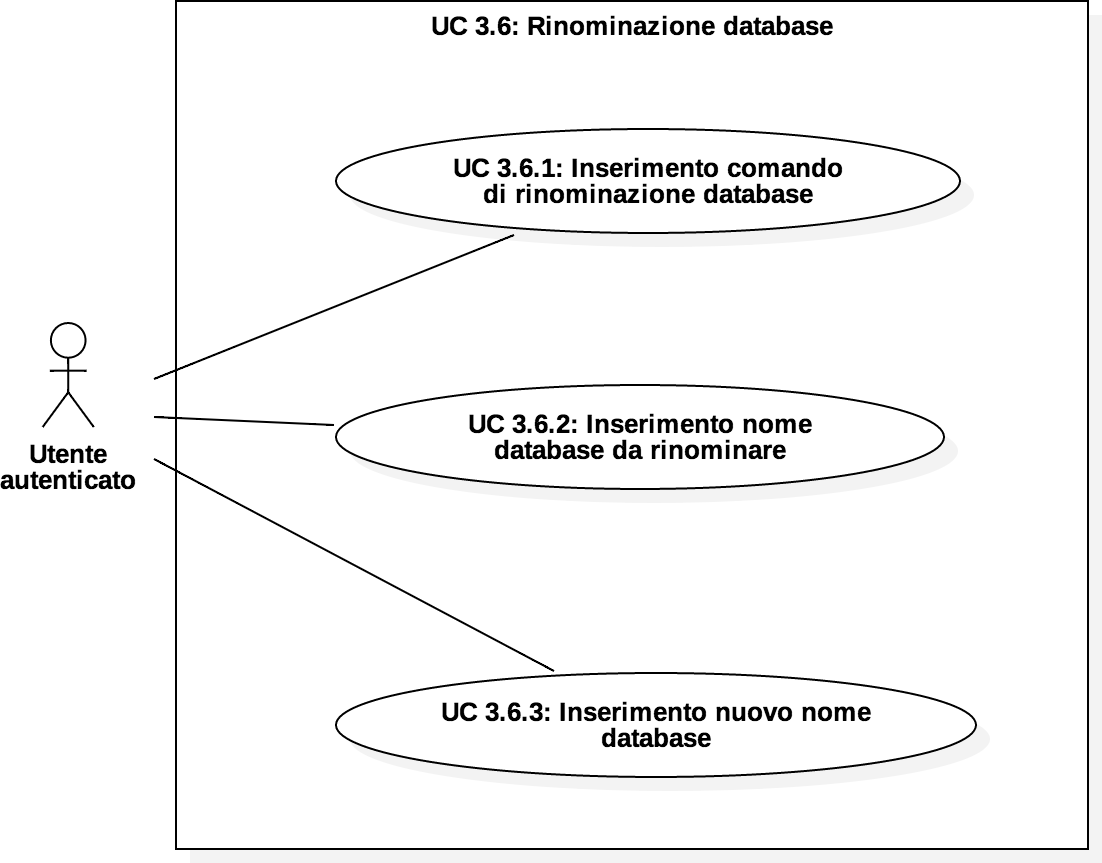 UC 3.6: Rinominazione database
UC 3.6.1: Inserimento comando
di rinominazione database
UC 3.6.2: Inserimento nome
database da rinominare
Utente
autenticato
UC 3.6.3: Inserimento nuovo nome
database